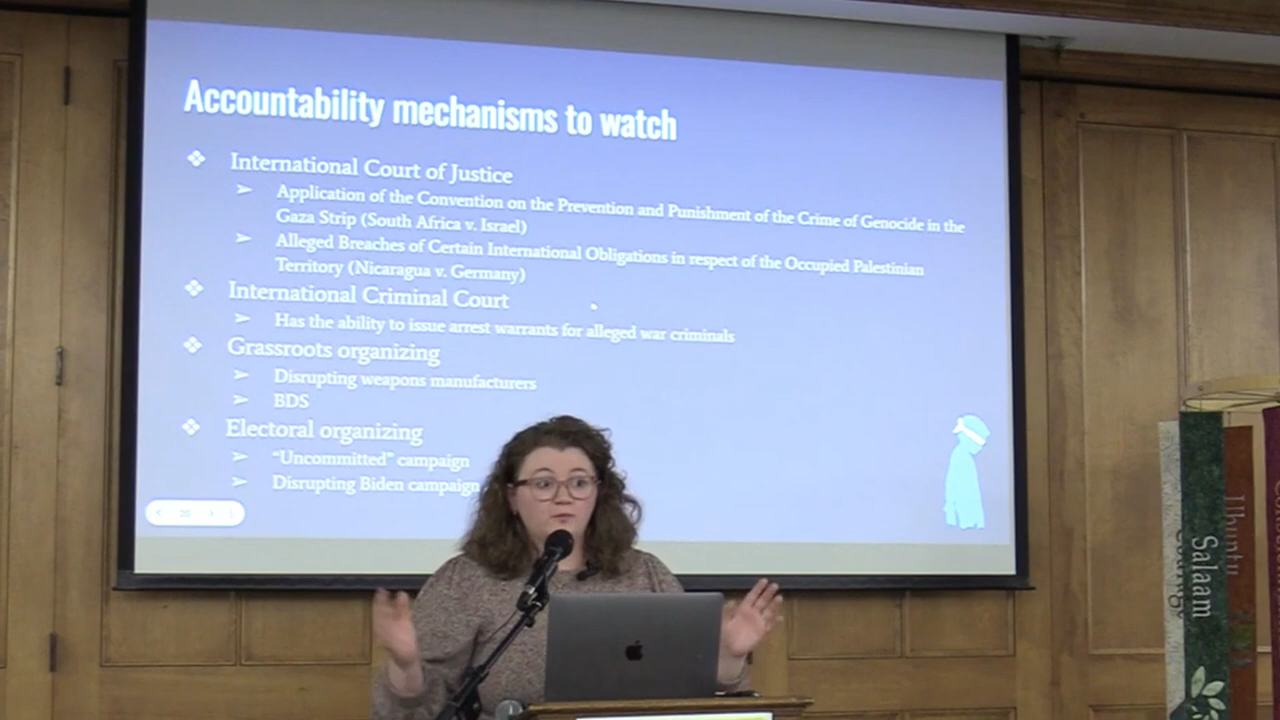 Accountability mechanisms to watch
International Court of Justice
Application of the Convention on the Prevention and Punishment of the Crime of Genocide in the
Gaza Strip (South Africa v. Israel)
Alleged Breaches of Certain International Obligations in respect of the Occupied Palestinian
Territory (Nicaragua v. Germany)
International Criminal Court
Has the ability to issue arrest warrants for alleged war criminals
Grassroots organizing
Disrupting weapons manufacturers
BDS
Electoral organizing
“Uncommitted” campaign
Disrupting Biden campaign
Ubuntu
Salaam